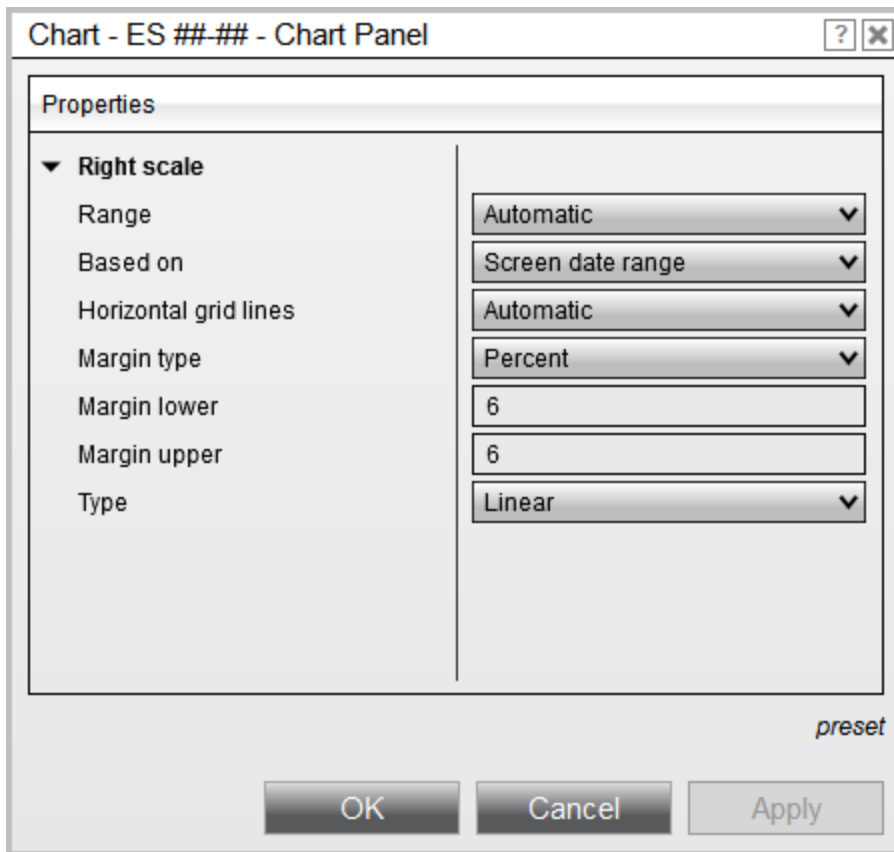 Chart - ES ##-## - Chart Panel
?
Properties
Right scale
Range Automatic
Based on Screen date range
Horizontal grid lines Automatic
Margin type Percent
Margin lower 6
Margin upper 6
Type Linear
preset
OK Cancel Apply